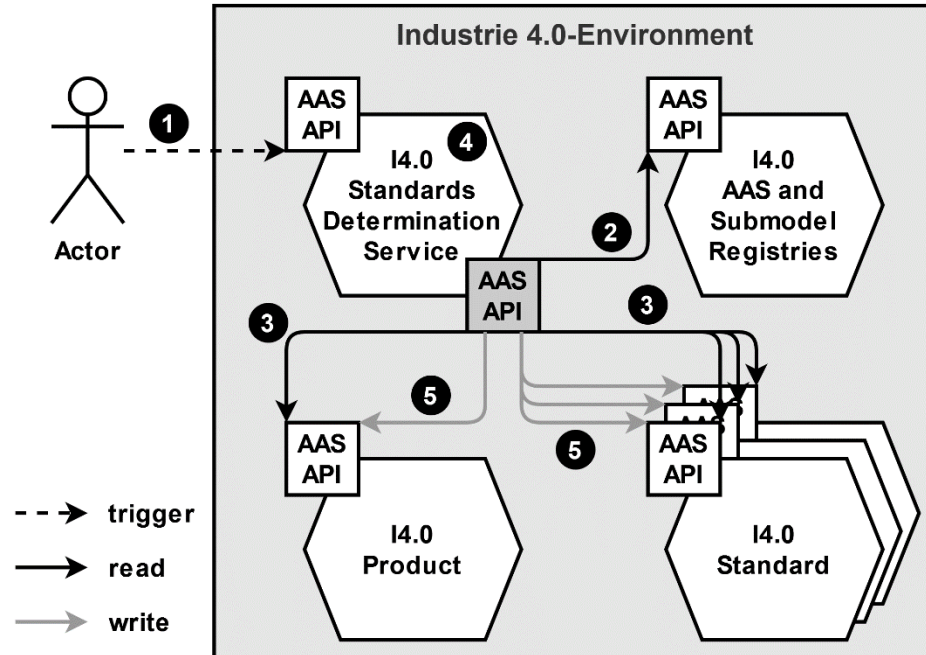 Industrie 4.0-Environment
AAS
API
1
I4.0
Standards
Determination
Service
4
AAS
API
I4.0
AAS and
Submodel
Registries
2
Actor
AAS
API
3
3
5
5
AAS
AAS
AAS
API
I4.0
Product
AAS
API
I4.0
Standard
trigger
read
write